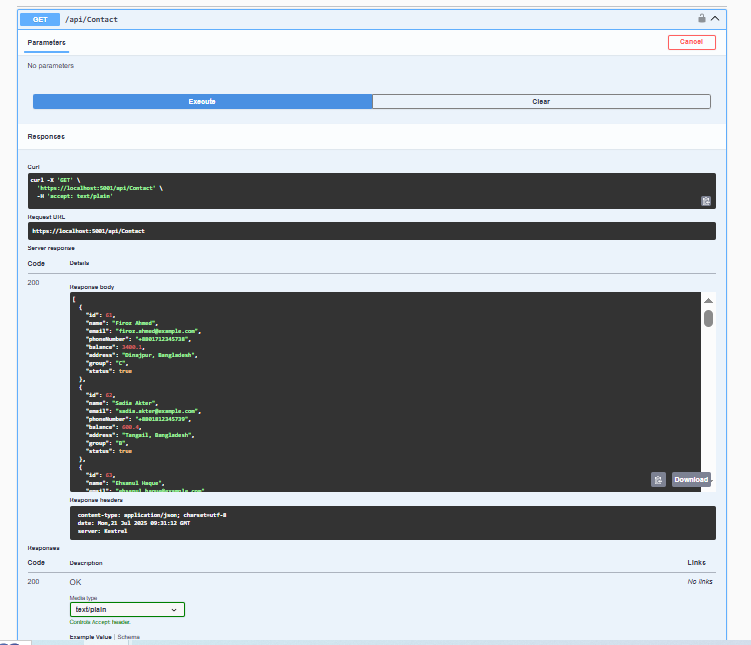 GET /api/Contact
Parameters
Cancel
No parameters
Execute
Clear
Responses
Curl
curl -X 'GET' \
'https://localhost:5001/api/Contact' \
-H 'accept: text/plain'
Request URL
https://localhost:5001/api/Contact
Server response
Code Details
200
Response body
[
{
"id": 61,
"name": "Firoz Ahmed",
"email": "firoz.ahmed@example.com",
"phoneNumber": "+8801712345738",
"balance": 3400.3,
"address": "Dinajpur, Bangladesh",
"group": "C",
"status": true
},
{
"id": 62,
"name": "Sadia Akter",
"email": "sadia.akter@example.com",
"phoneNumber": "+8801812345739",
"balance":
"address": "Tangail, Bangladesh",
"group": "B",
"status": true
},
{
"id": 63,
"name": "Ehsanul Haque",
"email": "ehsanul.haque@example.com"
Download
Response headers
content-type: application/json; charset=utf-8
date: Mon,21 Jul 2025 09:31:12 GMT
server: Kestrel
Responses
Code Description Links
200 OK No links
Media type
text/plain
Controls Accept header.
Example Value | Schema